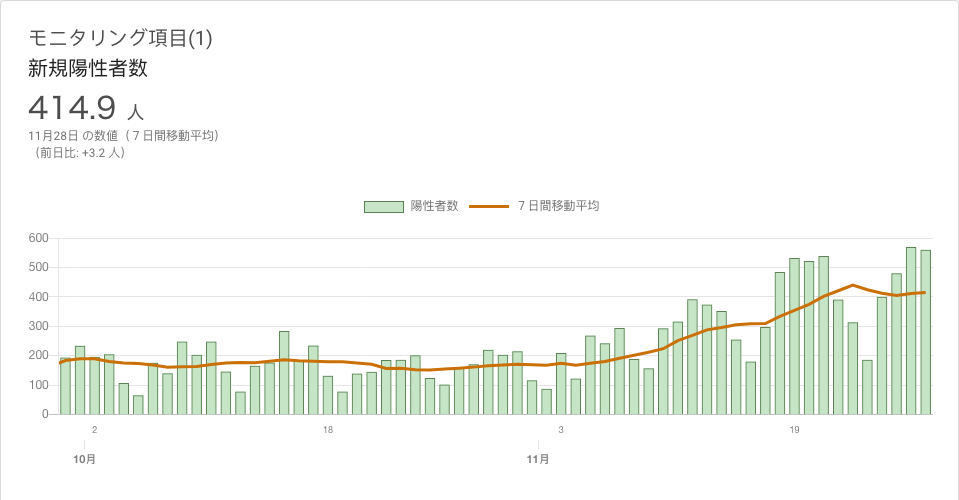 モニタリング項目(1)
新規陽性者数
414.9 人
11月28日 の数値（７日間移動平均）
（前日比: +3.2 人）
陽性者数 ７日間移動平均
600
500
400
300
200
100
0
2 18 3 19
10月 11月